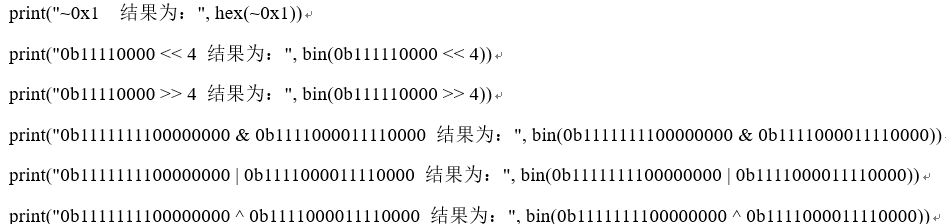 print("~0x1    结果为：", hex(~0x1))
print("0b11110000 << 4  结果为：", bin(0b111110000 << 4))
print("0b11110000 >> 4  结果为：", bin(0b111110000 >> 4))
print("0b1111111100000000 & 0b1111000011110000  结果为：", bin(0b1111111100000000 & 0b1111000011110000))
print("0b1111111100000000 | 0b1111000011110000  结果为：", bin(0b1111111100000000 | 0b1111000011110000))
print("0b1111111100000000 ^ 0b1111000011110000  结果为：", bin(0b1111111100000000 ^ 0b1111000011110000))